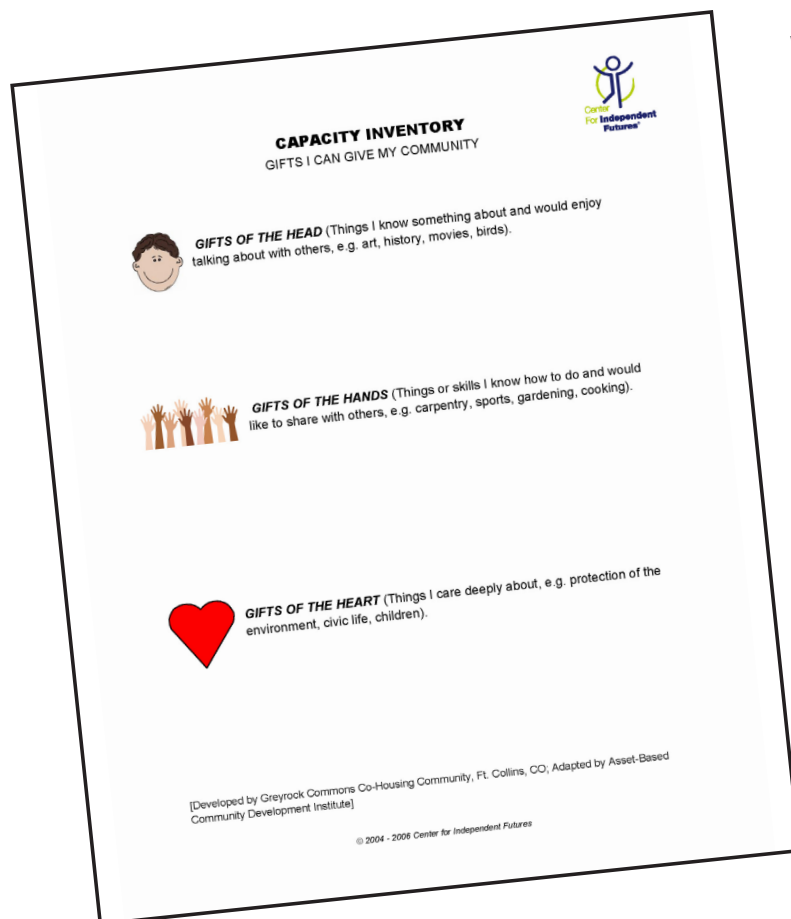 Center
For Independent
Futures®
CAPACITY INVENTORY
GIFTS I CAN GIVE MY COMMUNITY
GIFTS OF THE HEAD (Things I know something about and would enjoy
talking about with others, e.g. art, history, movies, birds).
GIFTS OF THE HANDS (Things or skills I know how to do and would
like to share with others, e.g. carpentry, sports, gardening, cooking).
GIFTS OF THE HEART (Things I care deeply about, e.g. protection of the
environment, civic life, children).
[Developed by Greyrock Commons Co-Housing Community, Ft. Collins, CO; Adapted by Asset-Based
Community Development Institute]
© 2004 - 2006 Center for Independent Futures